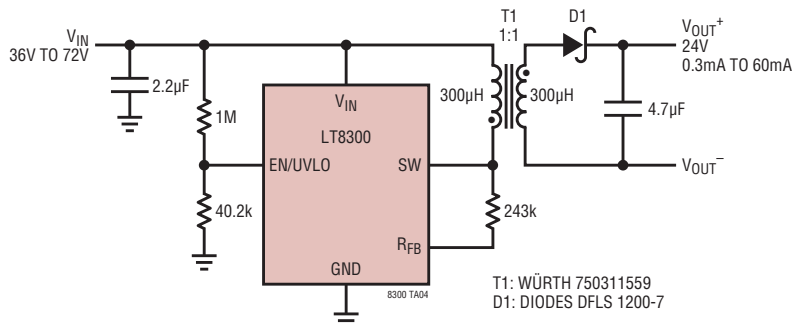 T1
1:1
D1
VIN
36V TO 72V
VOUT+
24V
0.3mA TO 60mA
2.2µF
1M
VIN
300µH
300µH
4.7µF
LT8300
EN/UVLO
SW
VOUT–
40.2k
243k
RFB
GND
8300 TA04
T1: WÜRTH 750311559
D1: DIODES DFLS 1200-7